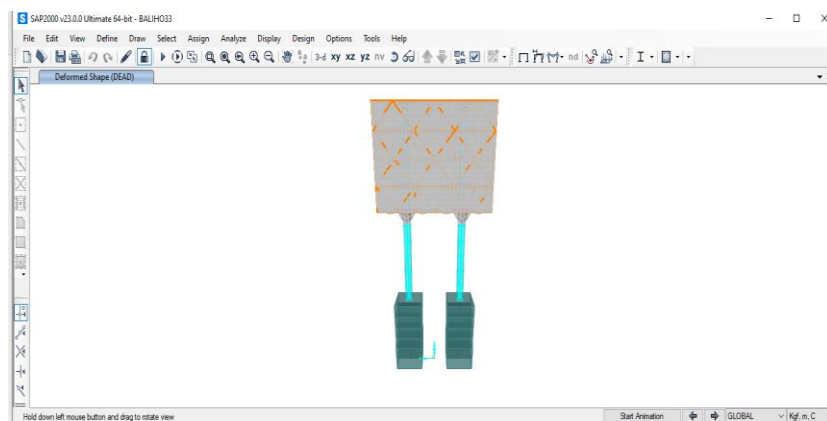 SAP2000 v23.0.0 Ultimate 64-bit - BALIHO33
File Edit View Define Draw Select Assign Analyze Display Design Options Tools Help
3-d xy xz yz nv nd
Deformed Shape (DEAD)
Hold down left mouse button and drag to rotate view Start Animation GLOBAL Kgf, m, C